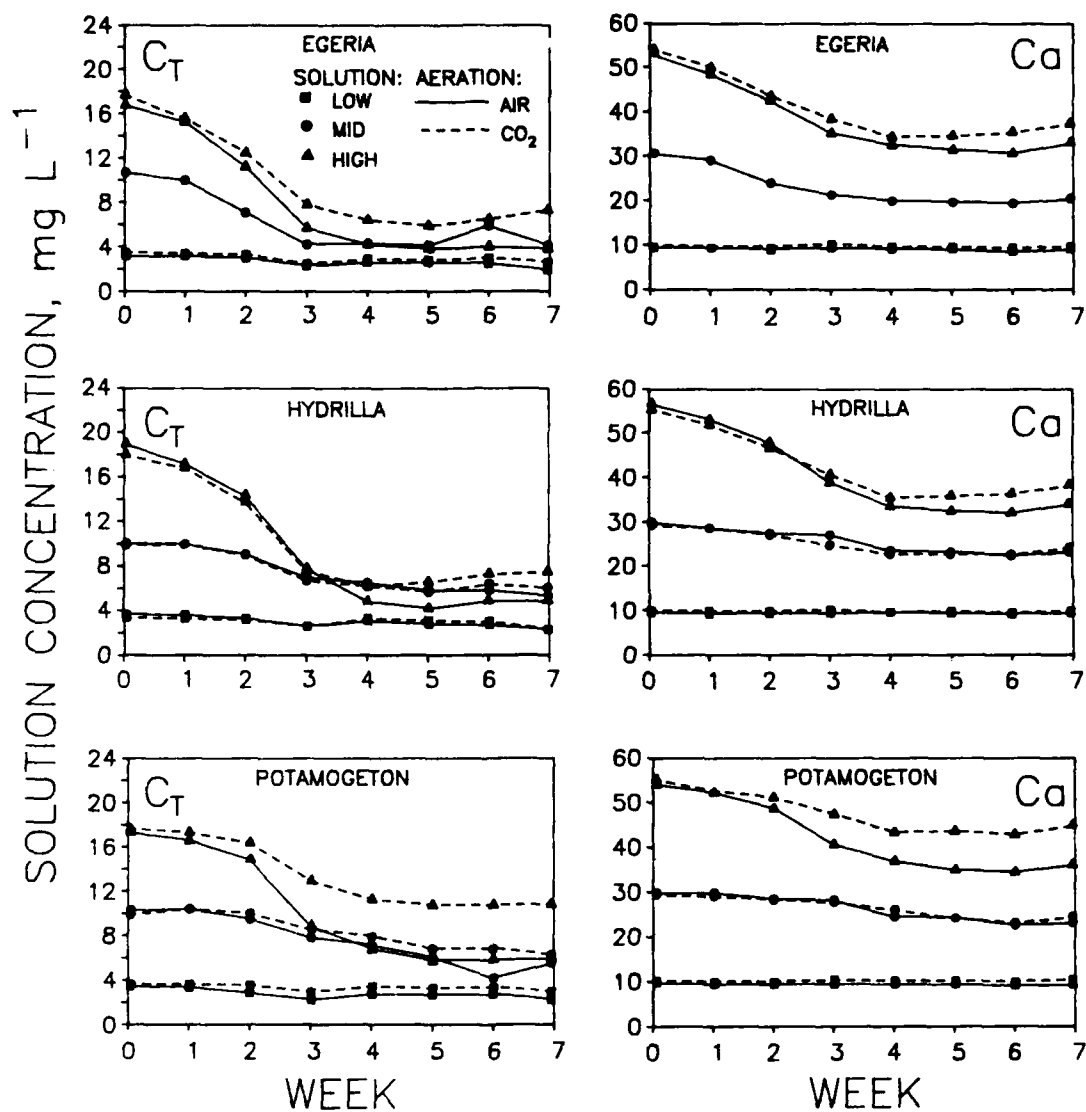 SOLUTION CONCENTRATION, mg L⁻¹
24
20
16
12
8
4
0
C_T
EGERIA
SOLUTION: AERATION:
LOW AIR
MID CO₂
HIGH
0 1 2 3 4 5 6 7
60
50
40
30
20
10
0
EGERIA
Ca
0 1 2 3 4 5 6 7
24
20
16
12
8
4
0
C_T
HYDRILLA
0 1 2 3 4 5 6 7
60
50
40
30
20
10
0
HYDRILLA
Ca
0 1 2 3 4 5 6 7
24
20
16
12
8
4
0
C_T
POTAMOGETON
0 1 2 3 4 5 6 7
WEEK
60
50
40
30
20
10
0
POTAMOGETON
Ca
0 1 2 3 4 5 6 7
WEEK